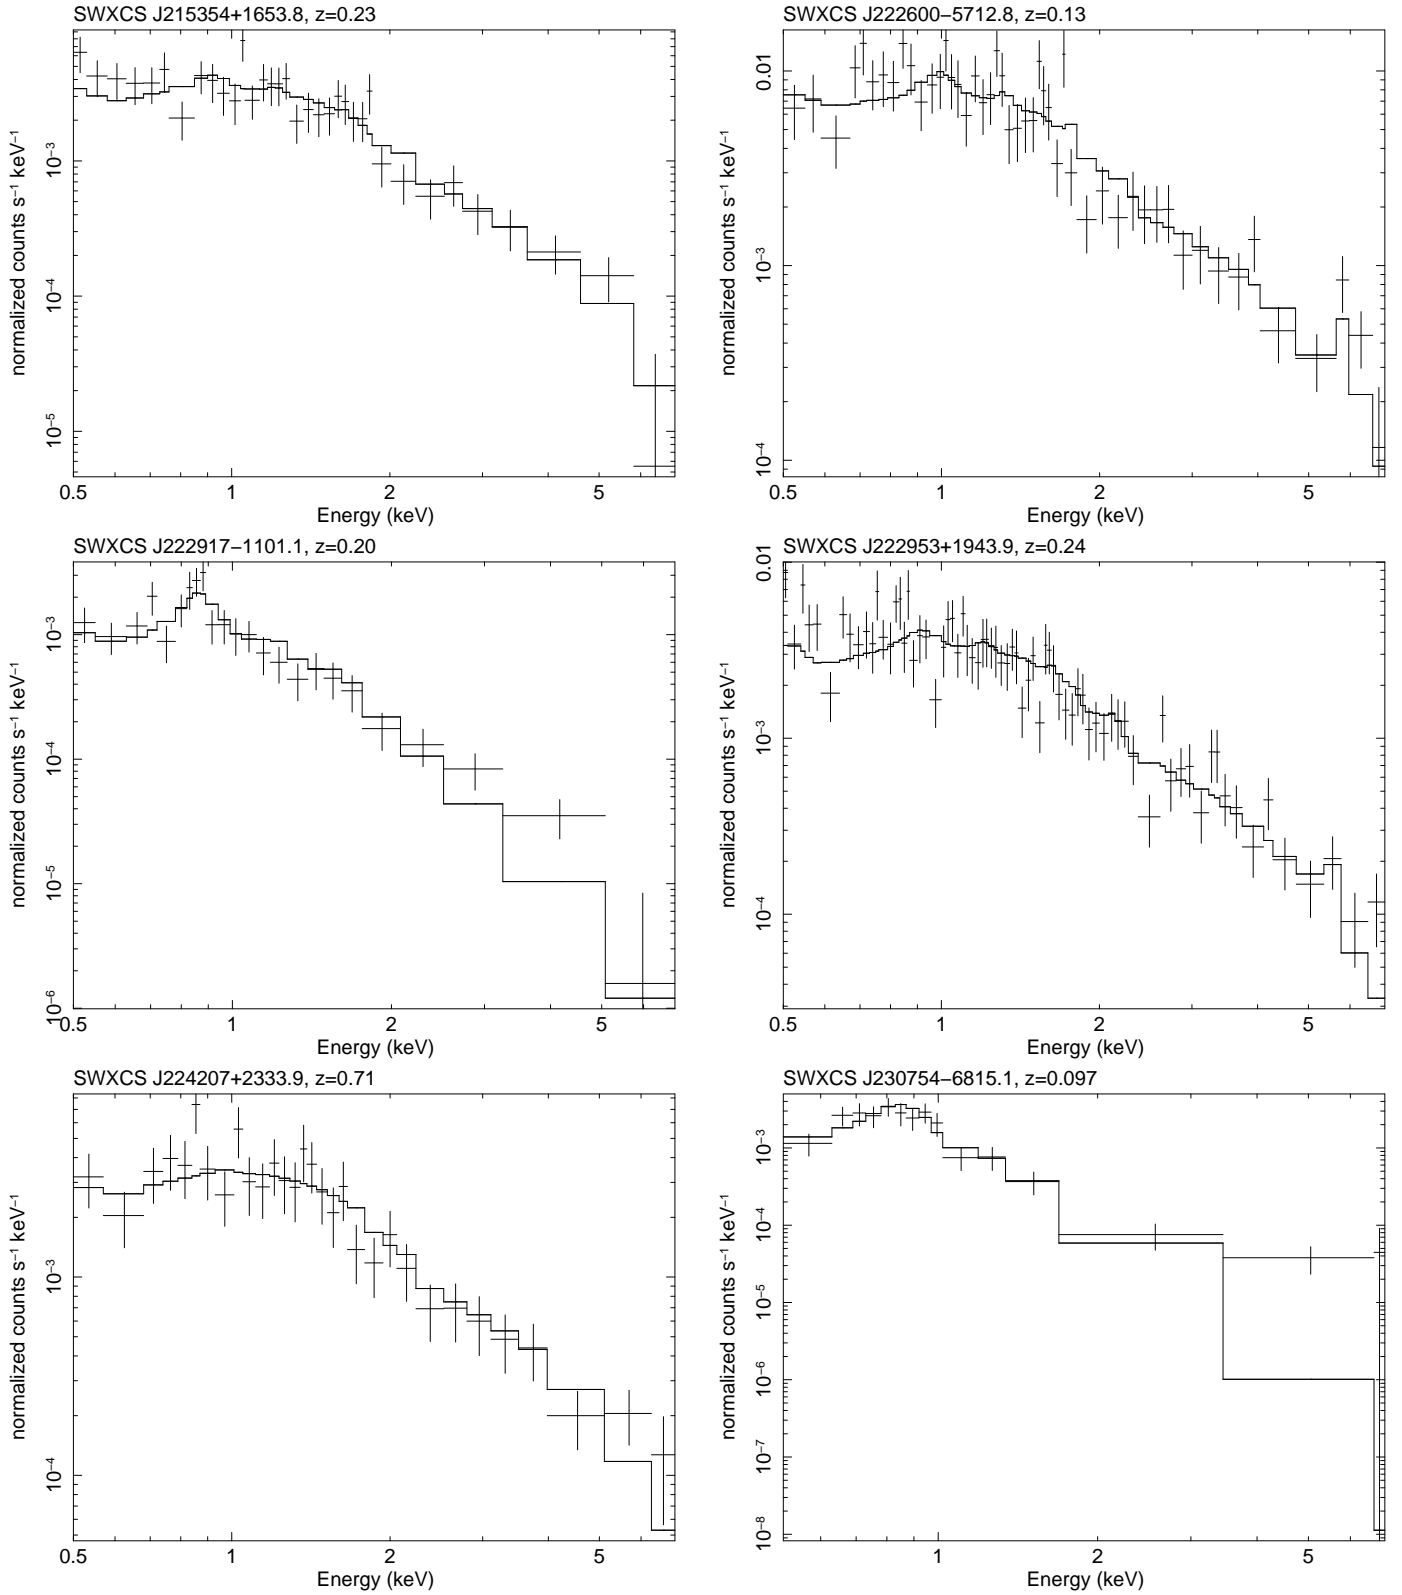 SWXCS J215354+1653.8, z=0.23
normalized counts s⁻¹ keV⁻¹
10⁻³
10⁻⁴
10⁻⁵
0.5 1 2 5
Energy (keV)
SWXCS J222600−5712.8, z=0.13
normalized counts s⁻¹ keV⁻¹
0.01
10⁻³
10⁻⁴
0.5 1 2 5
Energy (keV)
SWXCS J222917−1101.1, z=0.20
normalized counts s⁻¹ keV⁻¹
10⁻³
10⁻⁴
10⁻⁵
10⁻⁶
0.5 1 2 5
Energy (keV)
SWXCS J222953+1943.9, z=0.24
normalized counts s⁻¹ keV⁻¹
0.01
10⁻³
10⁻⁴
0.5 1 2 5
Energy (keV)
SWXCS J224207+2333.9, z=0.71
normalized counts s⁻¹ keV⁻¹
10⁻³
10⁻⁴
0.5 1 2 5
Energy (keV)
SWXCS J230754−6815.1, z=0.097
normalized counts s⁻¹ keV⁻¹
10⁻³
10⁻⁴
10⁻⁵
10⁻⁶
10⁻⁷
10⁻⁸
0.5 1 2 5
Energy (keV)